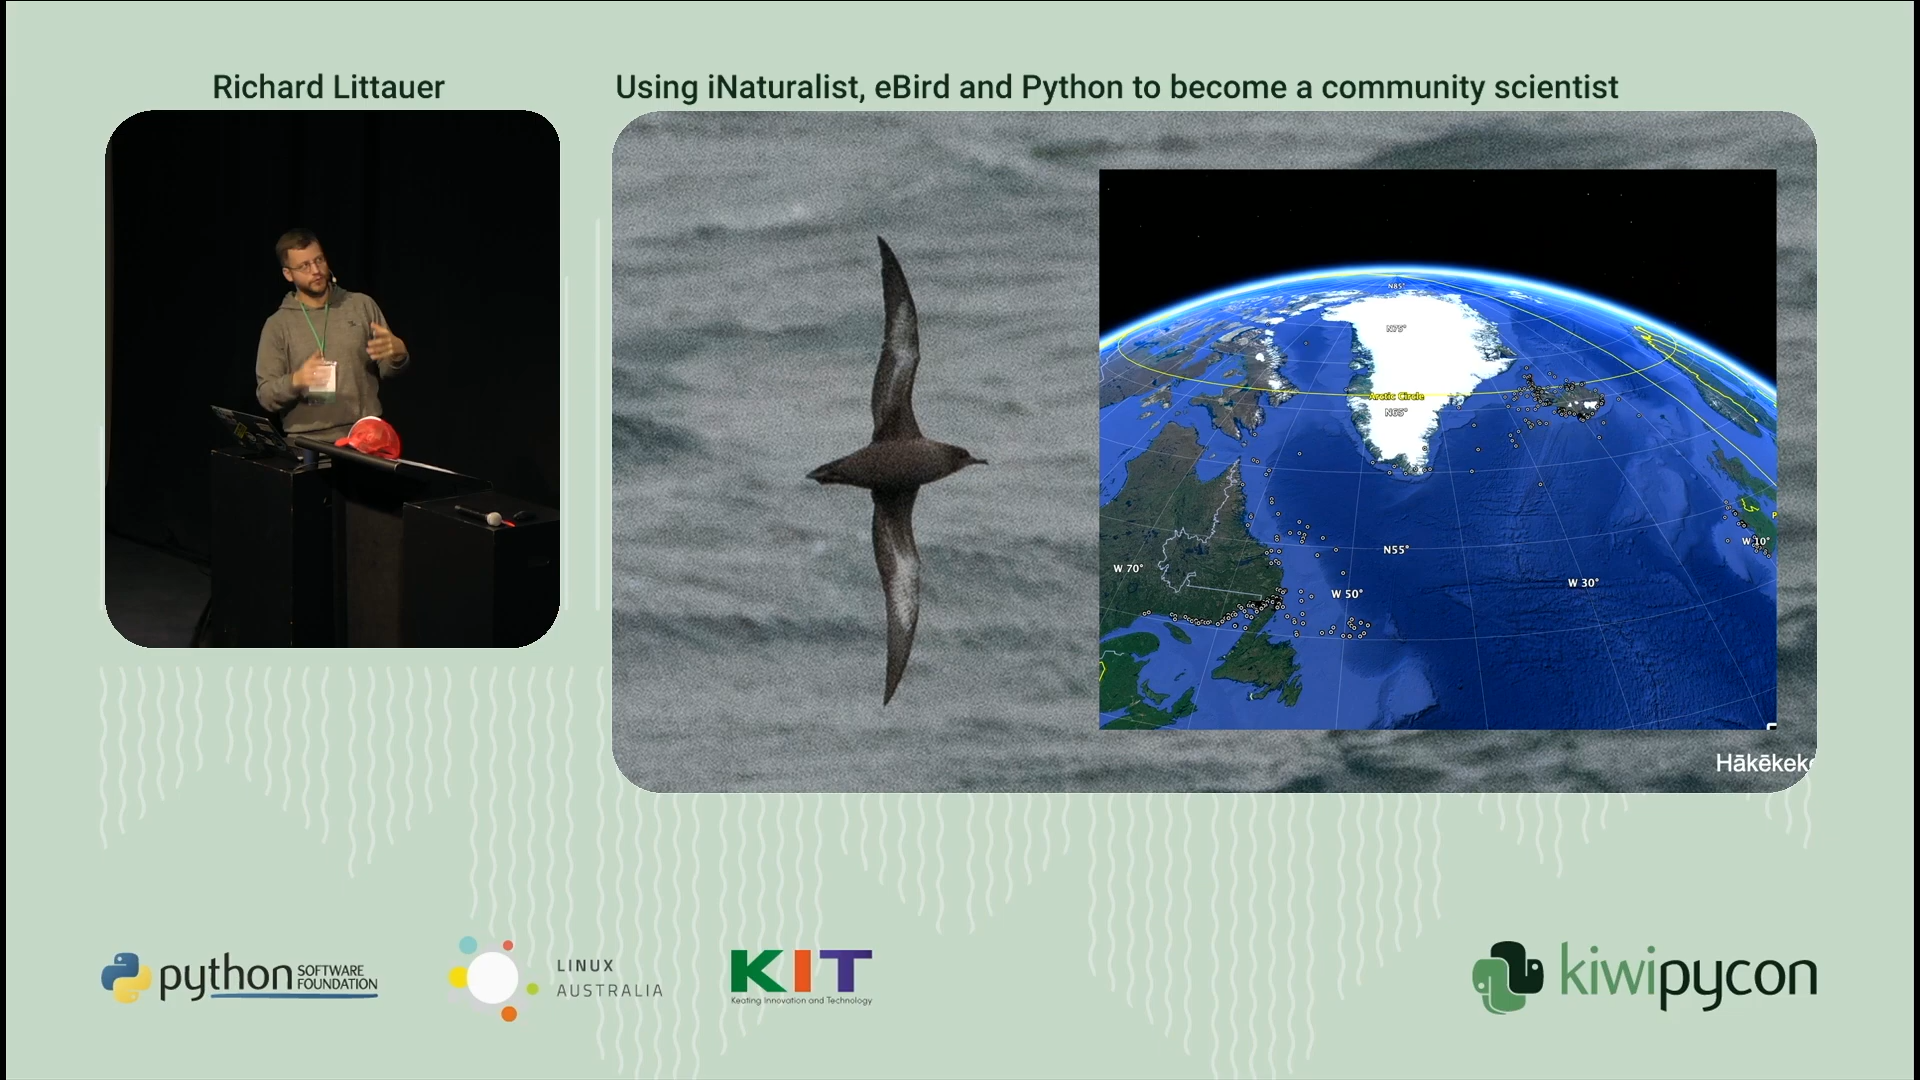 Richard Littauer
Using iNaturalist, eBird and Python to become a community scientist
N85°
N75°
Arctic Circle
N65°
N55°
W 10°
W 70°
W 30°
W 50°
Hākēkeke
python
SOFTWARE
FOUNDATION
LINUX
AUSTRALIA
KIT
Keating Innovation and Technology
kiwipycon